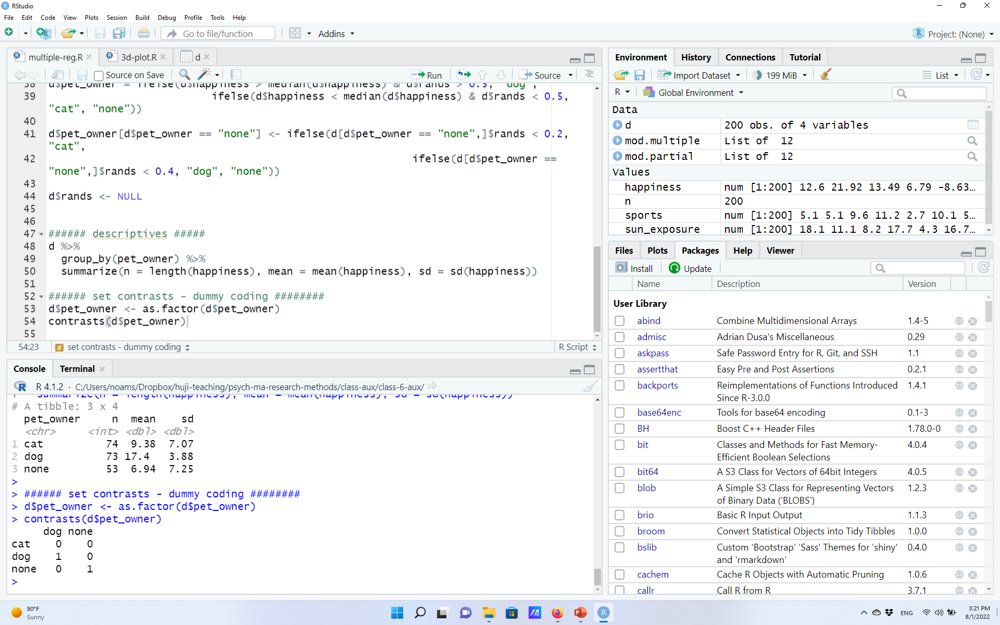 RStudio
File Edit Code View Plots Session Build Debug Profile Tools Help
Go to file/function Addins Project: (None)
multiple-reg.R 3d-plot.R d
Source on Save Run Source
38 d$pet_owner = ifelse(d$happiness > median(d$happiness) & d$rands > 0.5, "dog",
39 ifelse(d$happiness < median(d$happiness) & d$rands < 0.5,
"cat", "none"))
40
41 d$pet_owner[d$pet_owner == "none"] <- ifelse(d[d$pet_owner == "none",]$rands < 0.2,
"cat",
42 ifelse(d[d$pet_owner ==
"none",]$rands < 0.4, "dog", "none"))
43
44 d$rands <- NULL
45
46
47 ###### descriptives #####
48 d %>%
49 group_by(pet_owner) %>%
50 summarize(n = length(happiness), mean = mean(happiness), sd = sd(happiness))
51
52 ###### set contrasts - dummy coding ########
53 d$pet_owner <- as.factor(d$pet_owner)
54 contrasts(d$pet_owner)
55
54:23 # set contrasts - dummy coding R Script
Console Terminal
R 4.1.2 · C:/Users/noams/Dropbox/huji-teaching/psych-ma-research-methods/class-aux/class-6-aux/
summarize(n = length(happiness), mean = mean(happiness), sd = sd(happiness))
# A tibble: 3 x 4
pet_owner n mean sd
<chr> <int> <dbl> <dbl>
1 cat 74 9.38 7.07
2 dog 73 17.4 3.88
3 none 53 6.94 7.25
>
> ###### set contrasts - dummy coding ########
> d$pet_owner <- as.factor(d$pet_owner)
> contrasts(d$pet_owner)
dog none
cat 0 0
dog 1 0
none 0 1
>
Environment History Connections Tutorial
Import Dataset 199 MiB List
R Global Environment
Data
d 200 obs. of 4 variables
mod.multiple List of 12
mod.partial List of 12
Values
happiness num [1:200] 12.6 21.92 13.49 6.79 -8.63…
n 200
sports num [1:200] 5.1 5.1 9.6 11.2 2.7 10.1 5…
sun_exposure num [1:200] 18.1 11.1 8.2 17.7 4.3 16.7…
Files Plots Packages Help Viewer
Install Update
Name Description Version
User Library
abind Combine Multidimensional Arrays 1.4-5
admisc Adrian Dusa's Miscellaneous 0.29
askpass Safe Password Entry for R, Git, and SSH 1.1
assertthat Easy Pre and Post Assertions 0.2.1
backports Reimplementations of Functions Introduced 1.4.1
Since R-3.0.0
base64enc Tools for base64 encoding 0.1-3
BH Boost C++ Header Files 1.78.0-0
bit Classes and Methods for Fast Memory- 4.0.4
Efficient Boolean Selections
bit64 A S3 Class for Vectors of 64bit Integers 4.0.5
blob A Simple S3 Class for Representing Vectors 1.2.3
of Binary Data ('BLOBS')
brio Basic R Input Output 1.1.3
broom Convert Statistical Objects into Tidy Tibbles 1.0.0
bslib Custom 'Bootstrap' 'Sass' Themes for 'shiny' 0.4.0
and 'rmarkdown'
cachem Cache R Objects with Automatic Pruning 1.0.6
callr Call R from R 3.7.1
90°F
Sunny
ENG
3:21 PM
8/1/2022